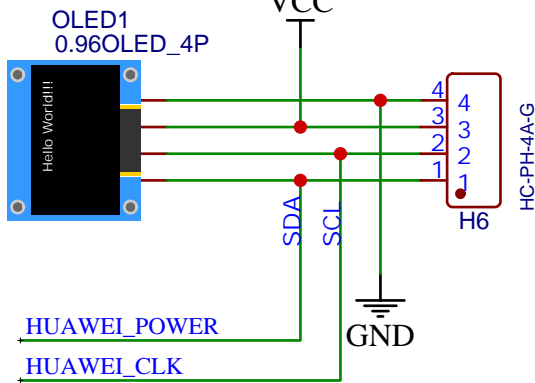 VCC
OLED1
0.96OLED_4P
Hello World!!!
4 4
3 3
2 2
1 1
HC-PH-4A-G
H6
SDA
SCL
HUAWEI_POWER
GND
HUAWEI_CLK